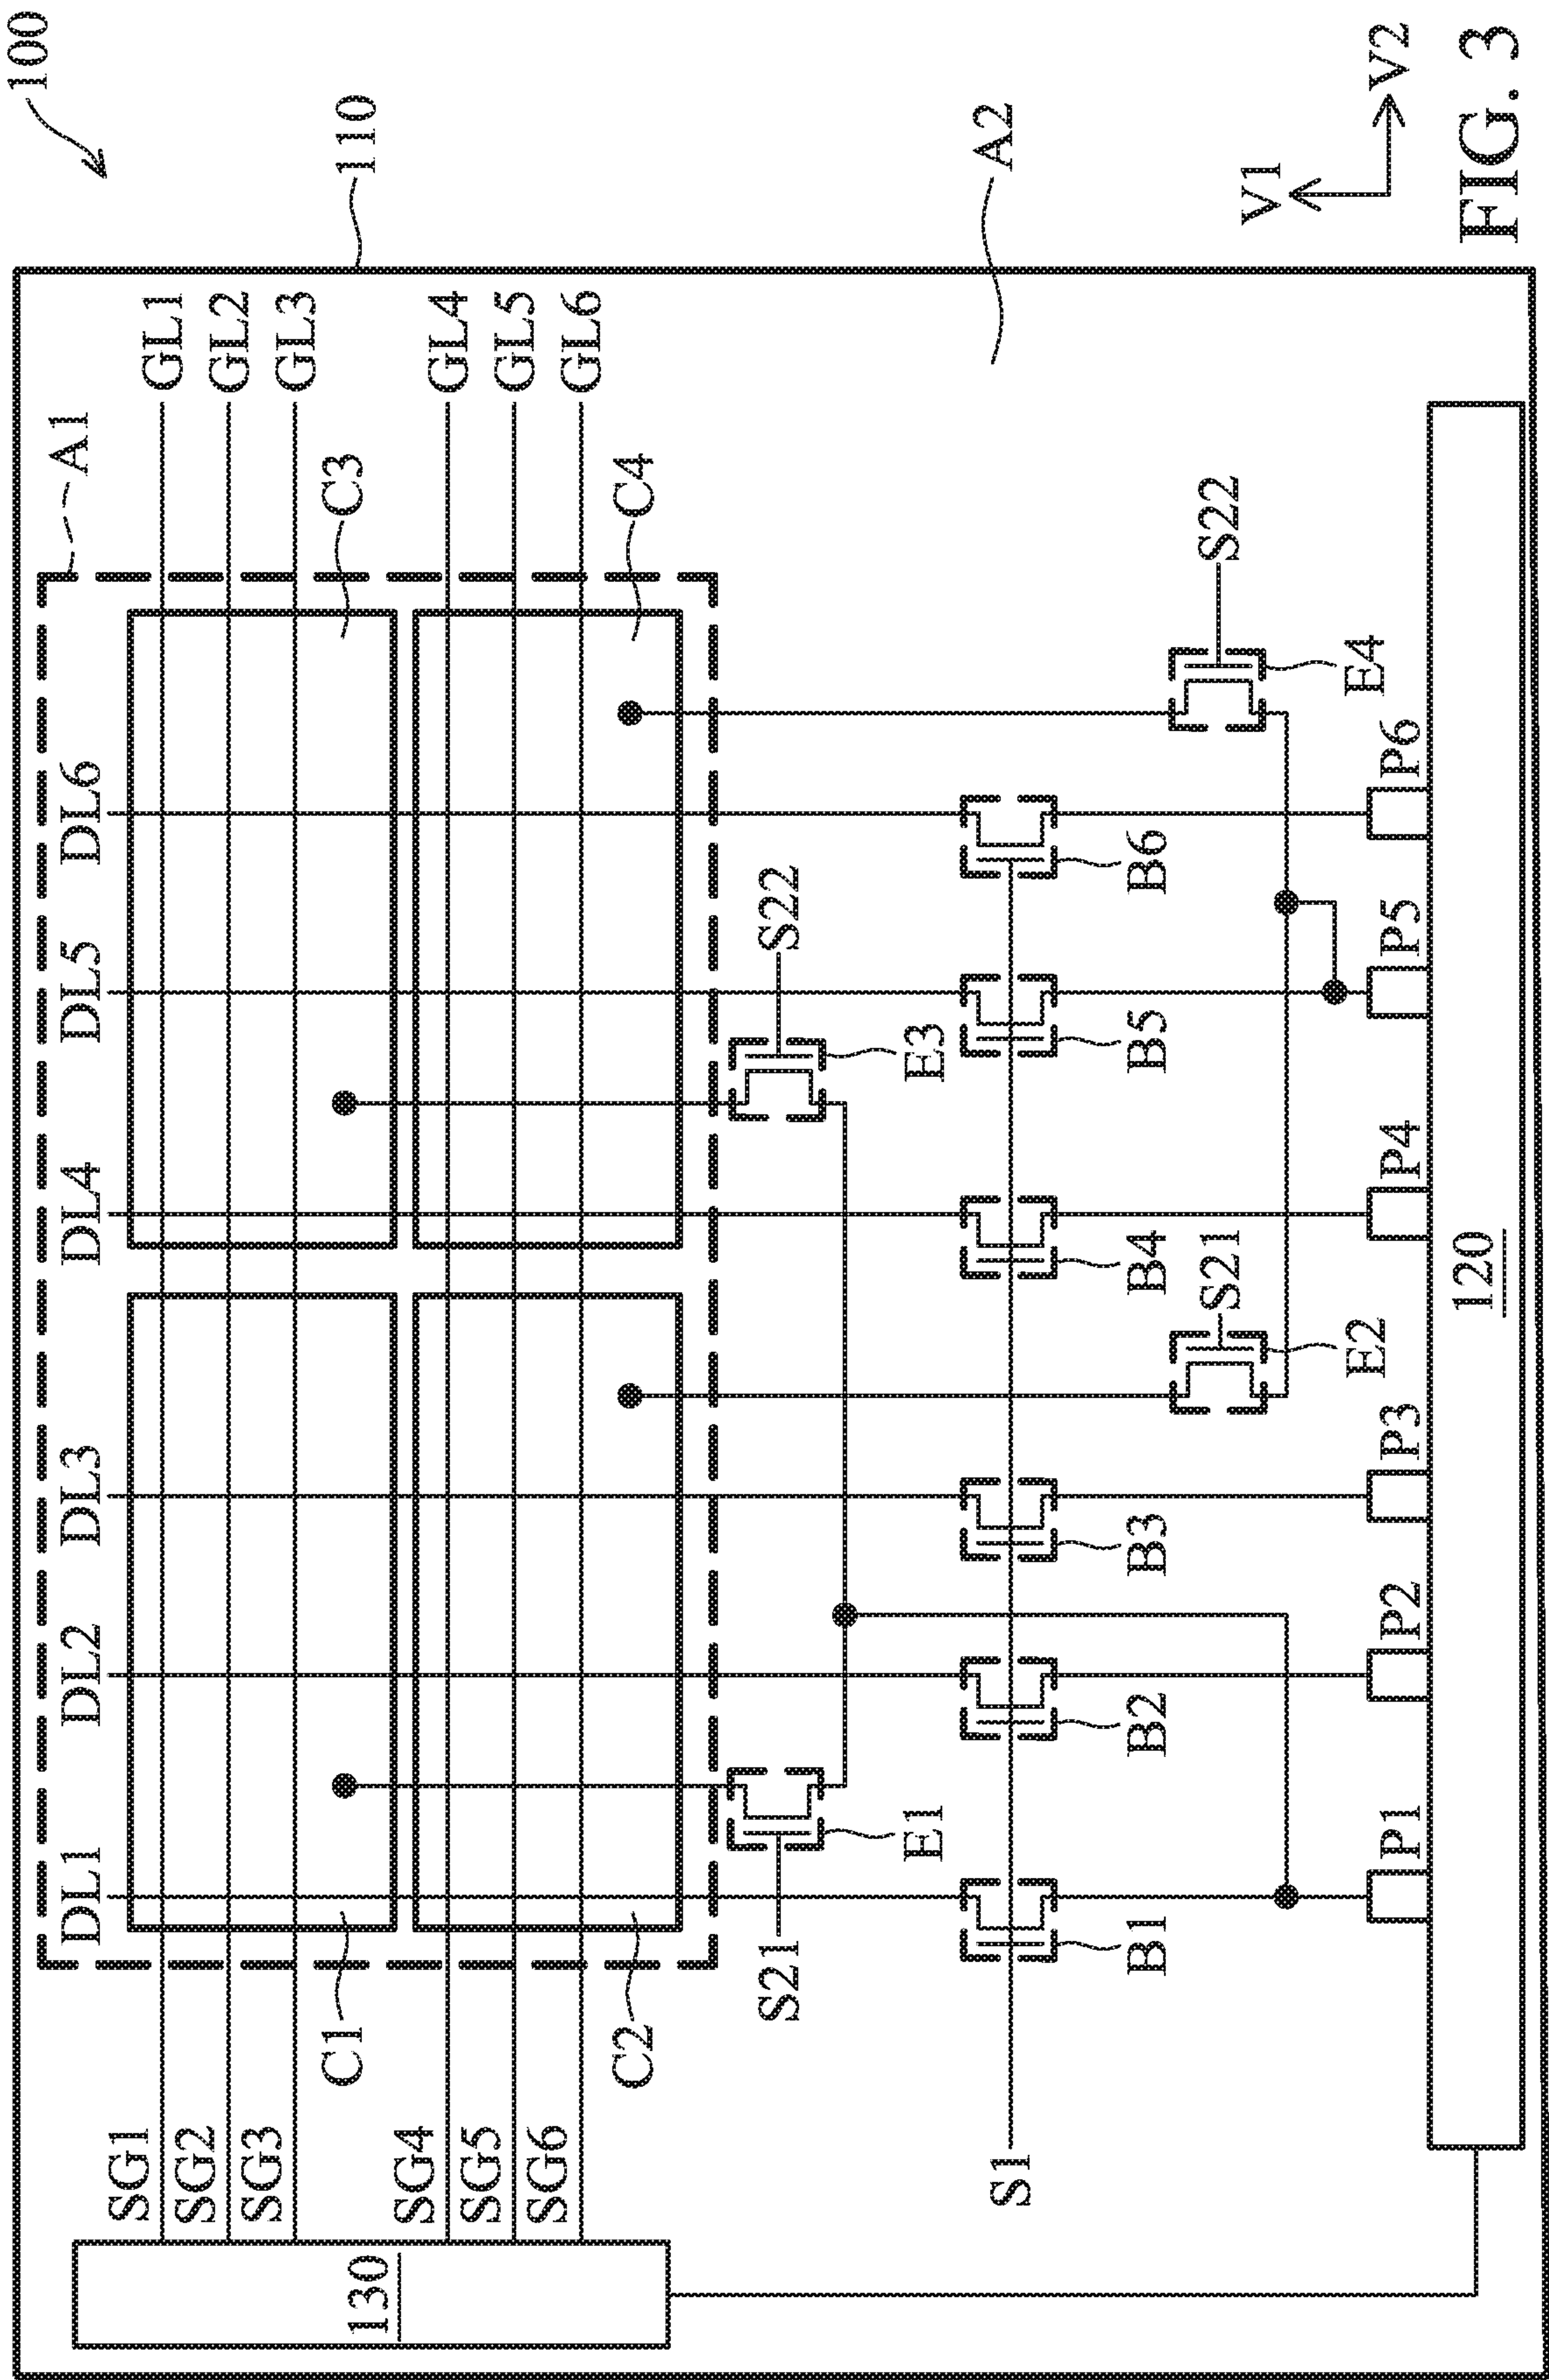 100
DL1 DL2 DL3 DL4 DL5 DL6 A1
SG1 GL1
SG2 GL2
SG3 GL3
130 C1 C3 110
SG4 GL4
SG5 GL5
SG6 GL6
C2 C4
S21 S22
E1 E3
S1 A2
B1 B2 B3 B4 B5 B6
S21 S22
V1
E2 E4
P1 P2 P3 P4 P5 P6 V2
120
FIG. 3